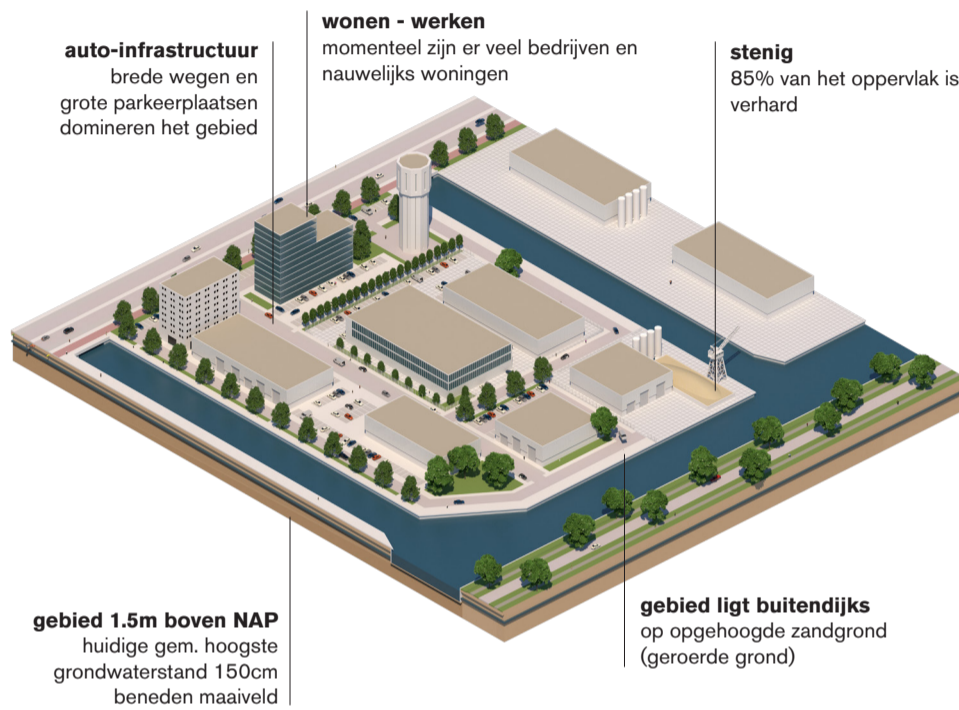 auto-infrastructuur
brede wegen en
grote parkeerplaatsen
domineren het gebied
wonen - werken
momenteel zijn er veel bedrijven en
nauwelijks woningen
stenig
85% van het oppervlak is
verhard
gebied 1.5m boven NAP
huidige gem. hoogste
grondwaterstand 150cm
beneden maaiveld
gebied ligt buitendijks
op opgehoogde zandgrond
(geroerde grond)